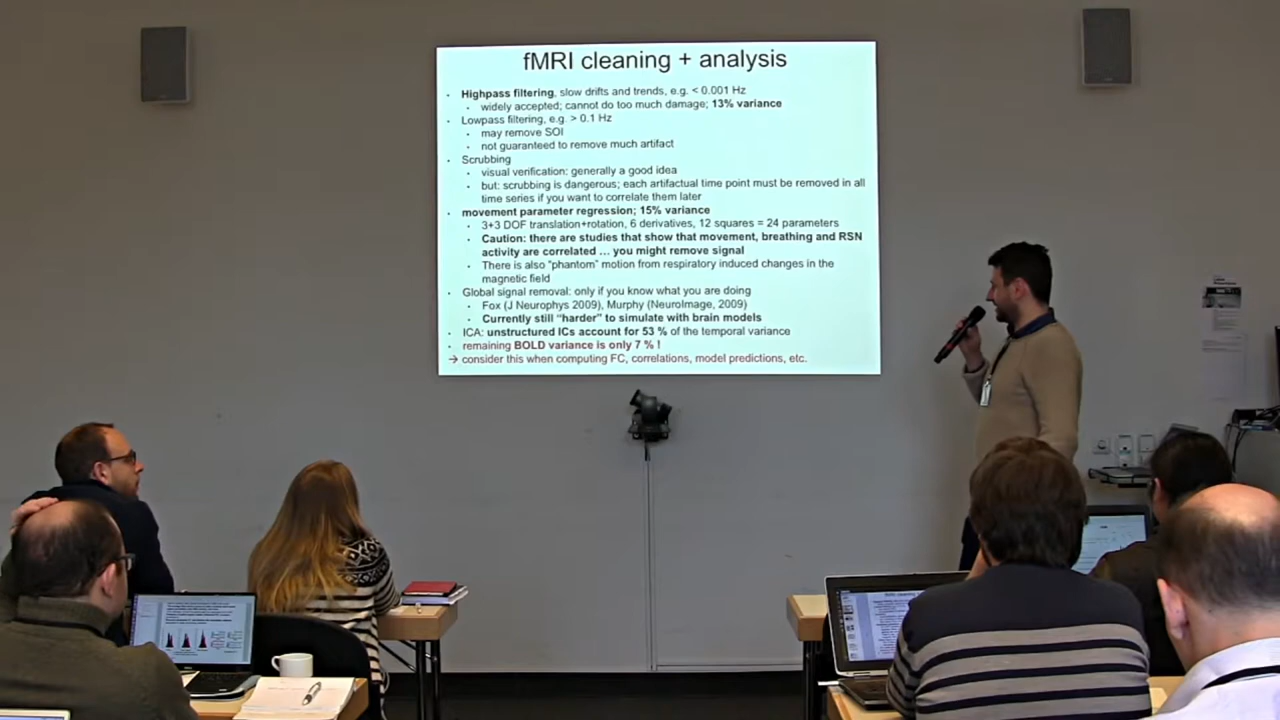 fMRI cleaning + analysis
Highpass filtering, slow drifts and trends, e.g. < 0.001 Hz
widely accepted; cannot do too much damage; 13% variance
Lowpass filtering, e.g. > 0.1 Hz
may remove SOI
not guaranteed to remove much artifact
Scrubbing
visual verification: generally a good idea
but: scrubbing is dangerous; each artifactual time point must be removed in all
time series if you want to correlate them later
movement parameter regression; 15% variance
3+3 DOF translation+rotation, 6 derivatives, 12 squares = 24 parameters
Caution: there are studies that show that movement, breathing and RSN
activity are correlated ... you might remove signal
There is also "phantom" motion from respiratory induced changes in the
magnetic field
Global signal removal: only if you know what you are doing
Fox (J Neurophys 2009), Murphy (NeuroImage, 2009)
Currently still "harder" to simulate with brain models
ICA: unstructured ICs account for 53 % of the temporal variance
remaining BOLD variance is only 7 % !
→ consider this when computing FC, correlations, model predictions, etc.